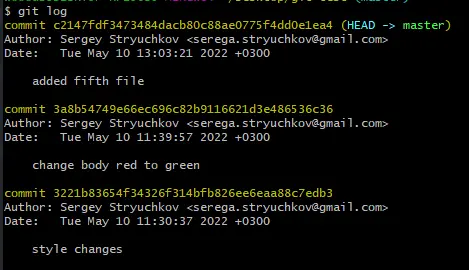 $ git log
commit c2147fdf3473484dacb80c88ae0775f4dd0e1ea4 (HEAD -> master)
Author: Sergey Stryuchkov <serega.stryuchkov@gmail.com>
Date:   Tue May 10 13:03:21 2022 +0300
added fifth file
commit 3a8b54749e66ec696c82b9116621d3e486536c36
Author: Sergey Stryuchkov <serega.stryuchkov@gmail.com>
Date:   Tue May 10 11:39:57 2022 +0300
change body red to green
commit 3221b83654f34326f314bfb826ee6eaa88c7edb3
Author: Sergey Stryuchkov <serega.stryuchkov@gmail.com>
Date:   Tue May 10 11:30:37 2022 +0300
style changes